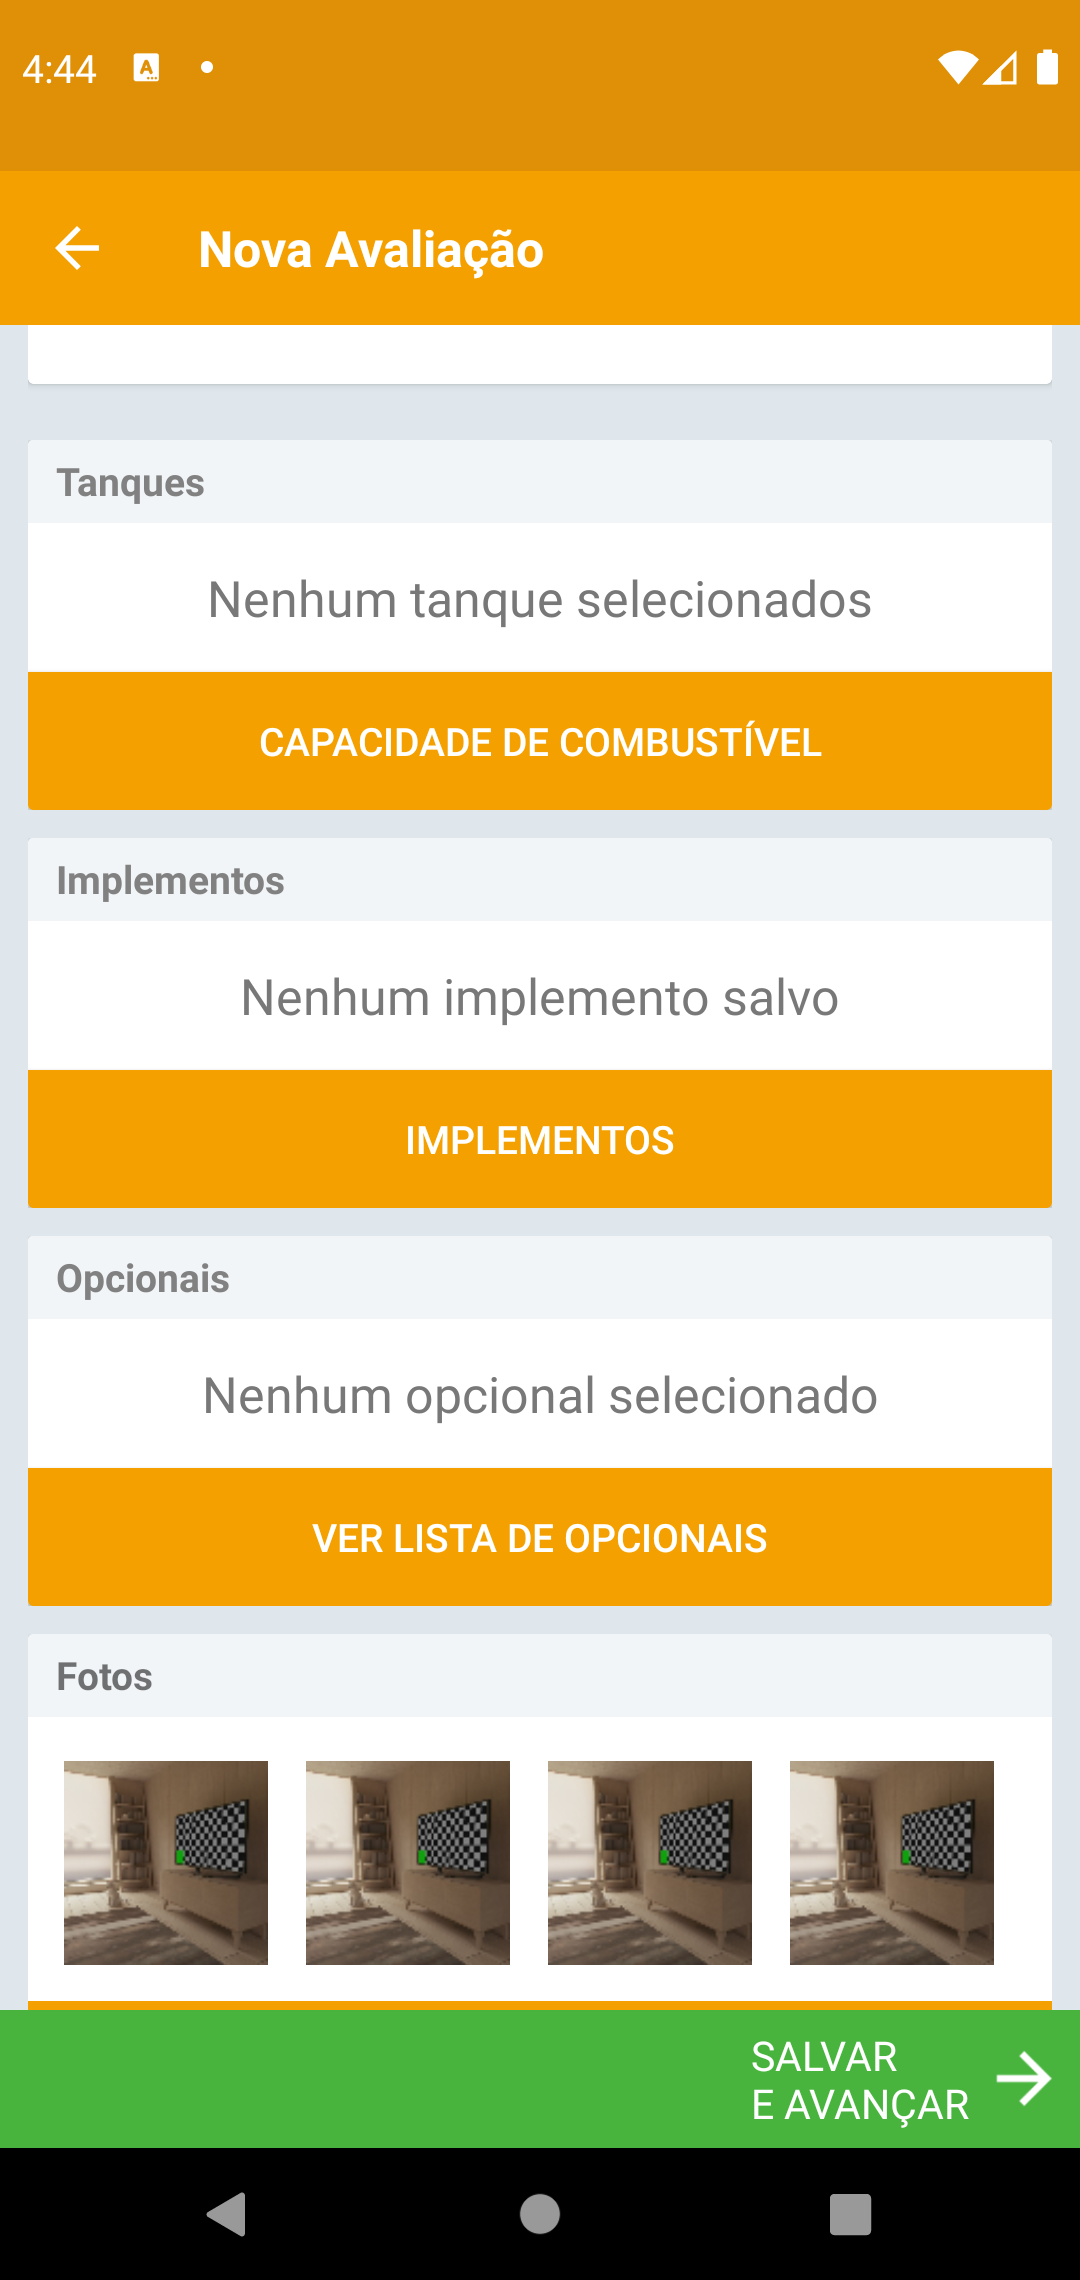 4:44
Nova Avaliação
Tanques
Nenhum tanque selecionados
CAPACIDADE DE COMBUSTÍVEL
Implementos
Nenhum implemento salvo
IMPLEMENTOS
Opcionais
Nenhum opcional selecionado
VER LISTA DE OPCIONAIS
Fotos
SALVAR
E AVANÇAR